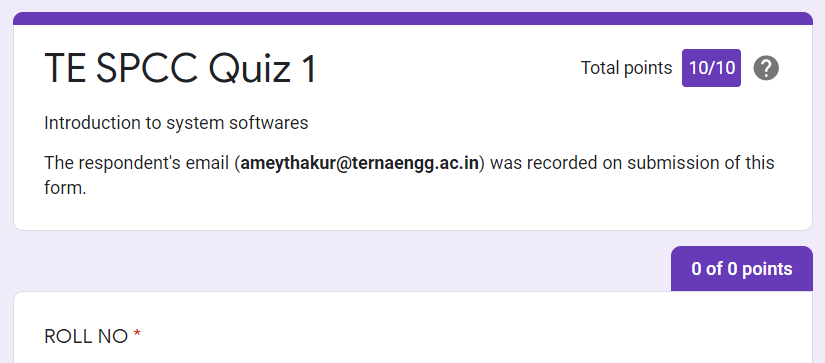 TE SPCC Quiz 1
Total points 10/10 ?
Introduction to system softwares
The respondent's email (ameythakur@ternaengg.ac.in) was recorded on submission of this
form.
0 of 0 points
ROLL NO *